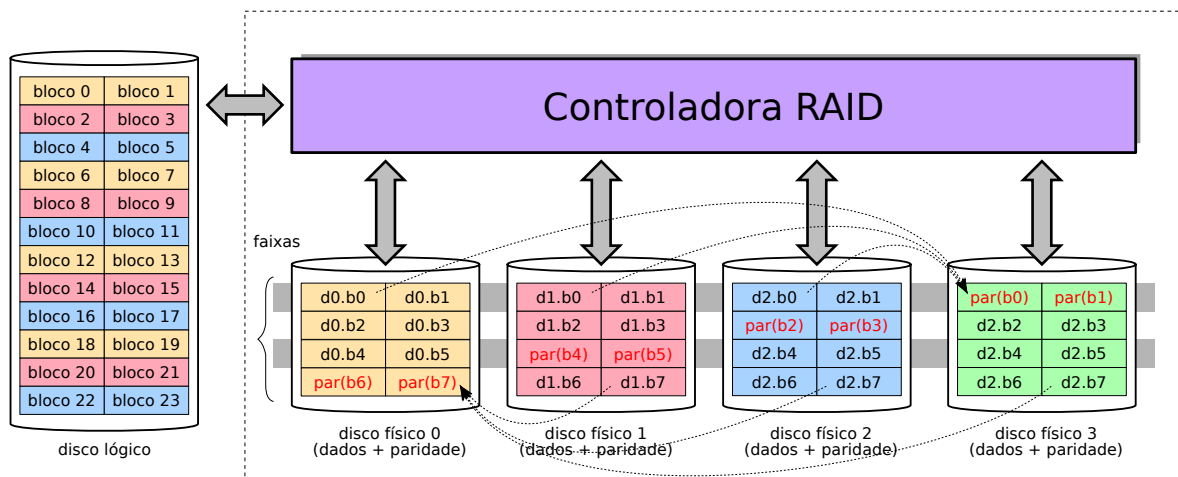 Controladora RAID
bloco 0 bloco 1
bloco 2 bloco 3
bloco 4 bloco 5
bloco 6 bloco 7
bloco 8 bloco 9
bloco 10 bloco 11
bloco 12 bloco 13
bloco 14 bloco 15
bloco 16 bloco 17
bloco 18 bloco 19
bloco 20 bloco 21
bloco 22 bloco 23
disco lógico
faixas
d0.b0 d0.b1
d0.b2 d0.b3
d0.b4 d0.b5
par(b6) par(b7)
disco físico 0
(dados + paridade)
d1.b0 d1.b1
d1.b2 d1.b3
par(b4) par(b5)
d1.b6 d1.b7
disco físico 1
(dados + paridade)
d2.b0 d2.b1
par(b2) par(b3)
d2.b4 d2.b5
d2.b6 d2.b7
disco físico 2
(dados + paridade)
par(b0) par(b1)
d2.b2 d2.b3
d2.b4 d2.b5
d2.b6 d2.b7
disco físico 3
(dados + paridade)